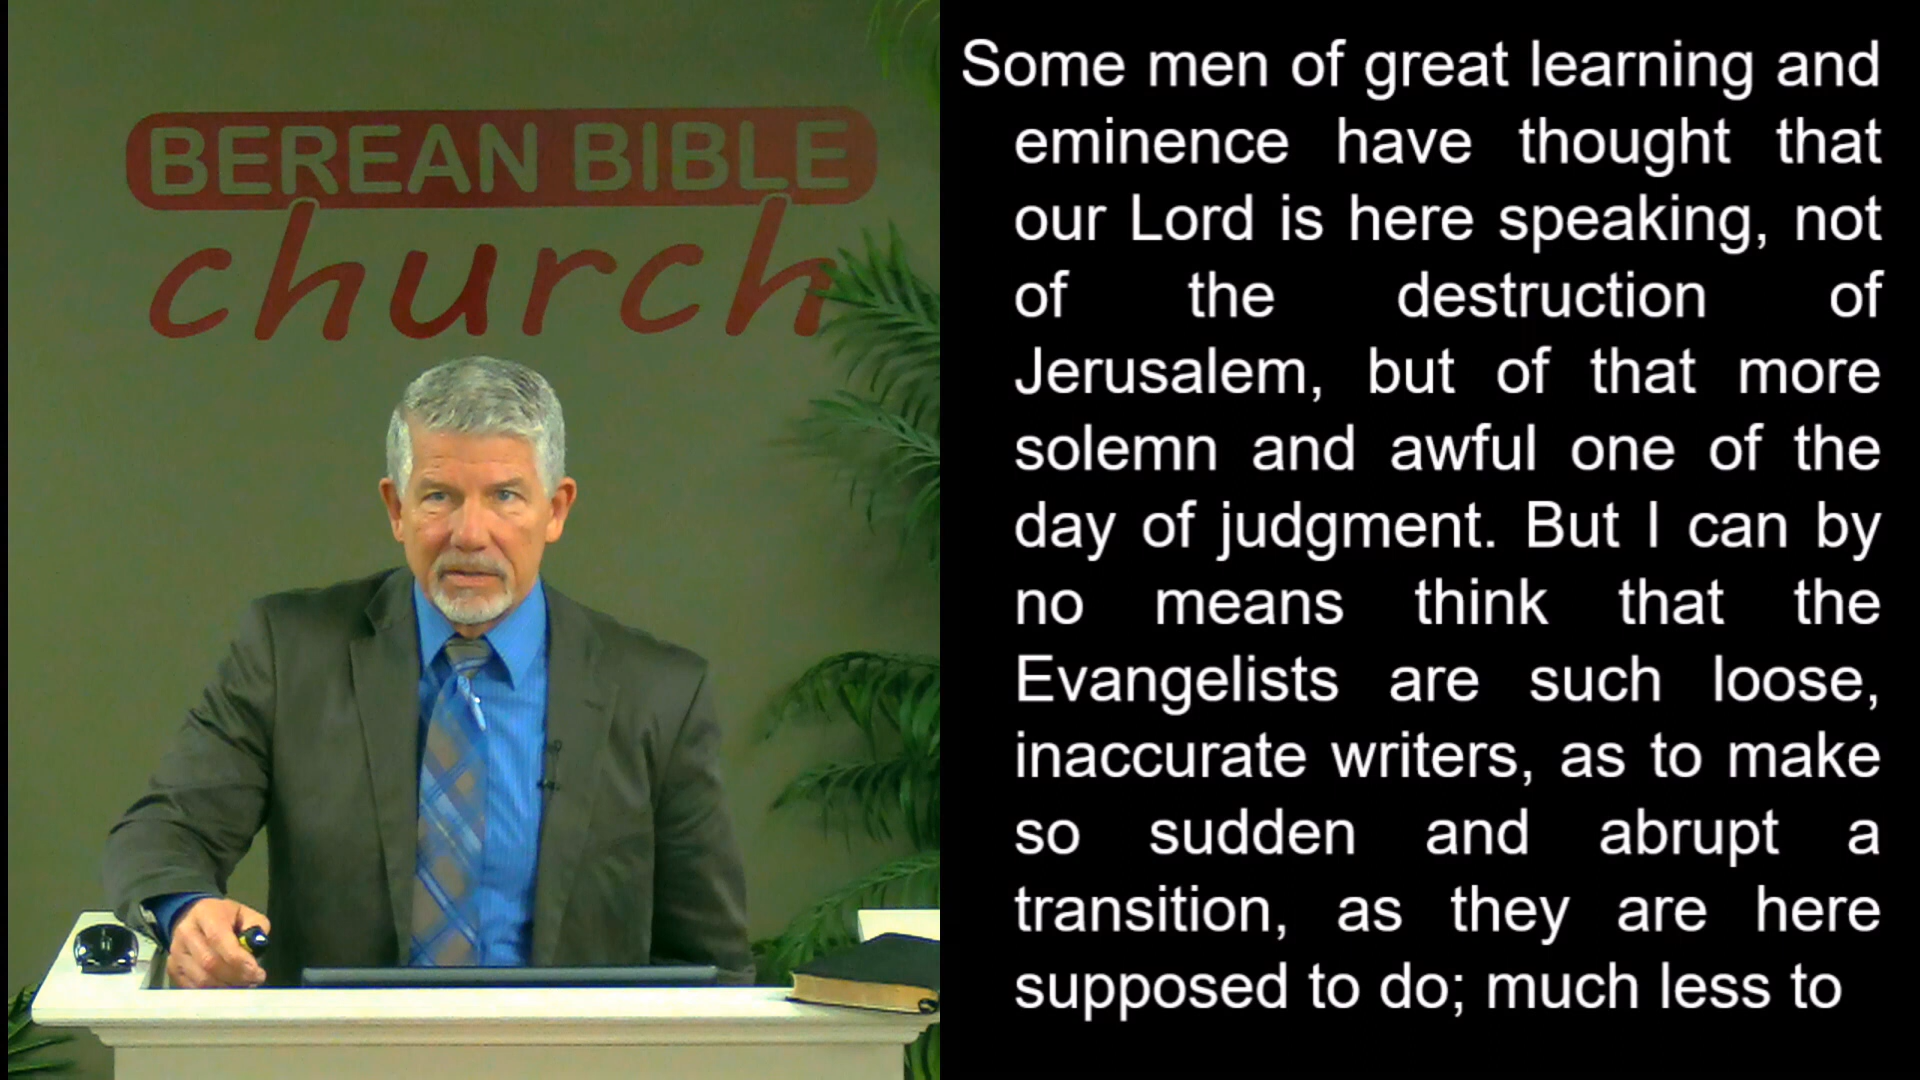 BEREAN BIBLE
church
Some men of great learning and
eminence have thought that
our Lord is here speaking, not
of the destruction of
Jerusalem, but of that more
solemn and awful one of the
day of judgment. But I can by
no means think that the
Evangelists are such loose,
inaccurate writers, as to make
so sudden and abrupt a
transition, as they are here
supposed to do; much less to